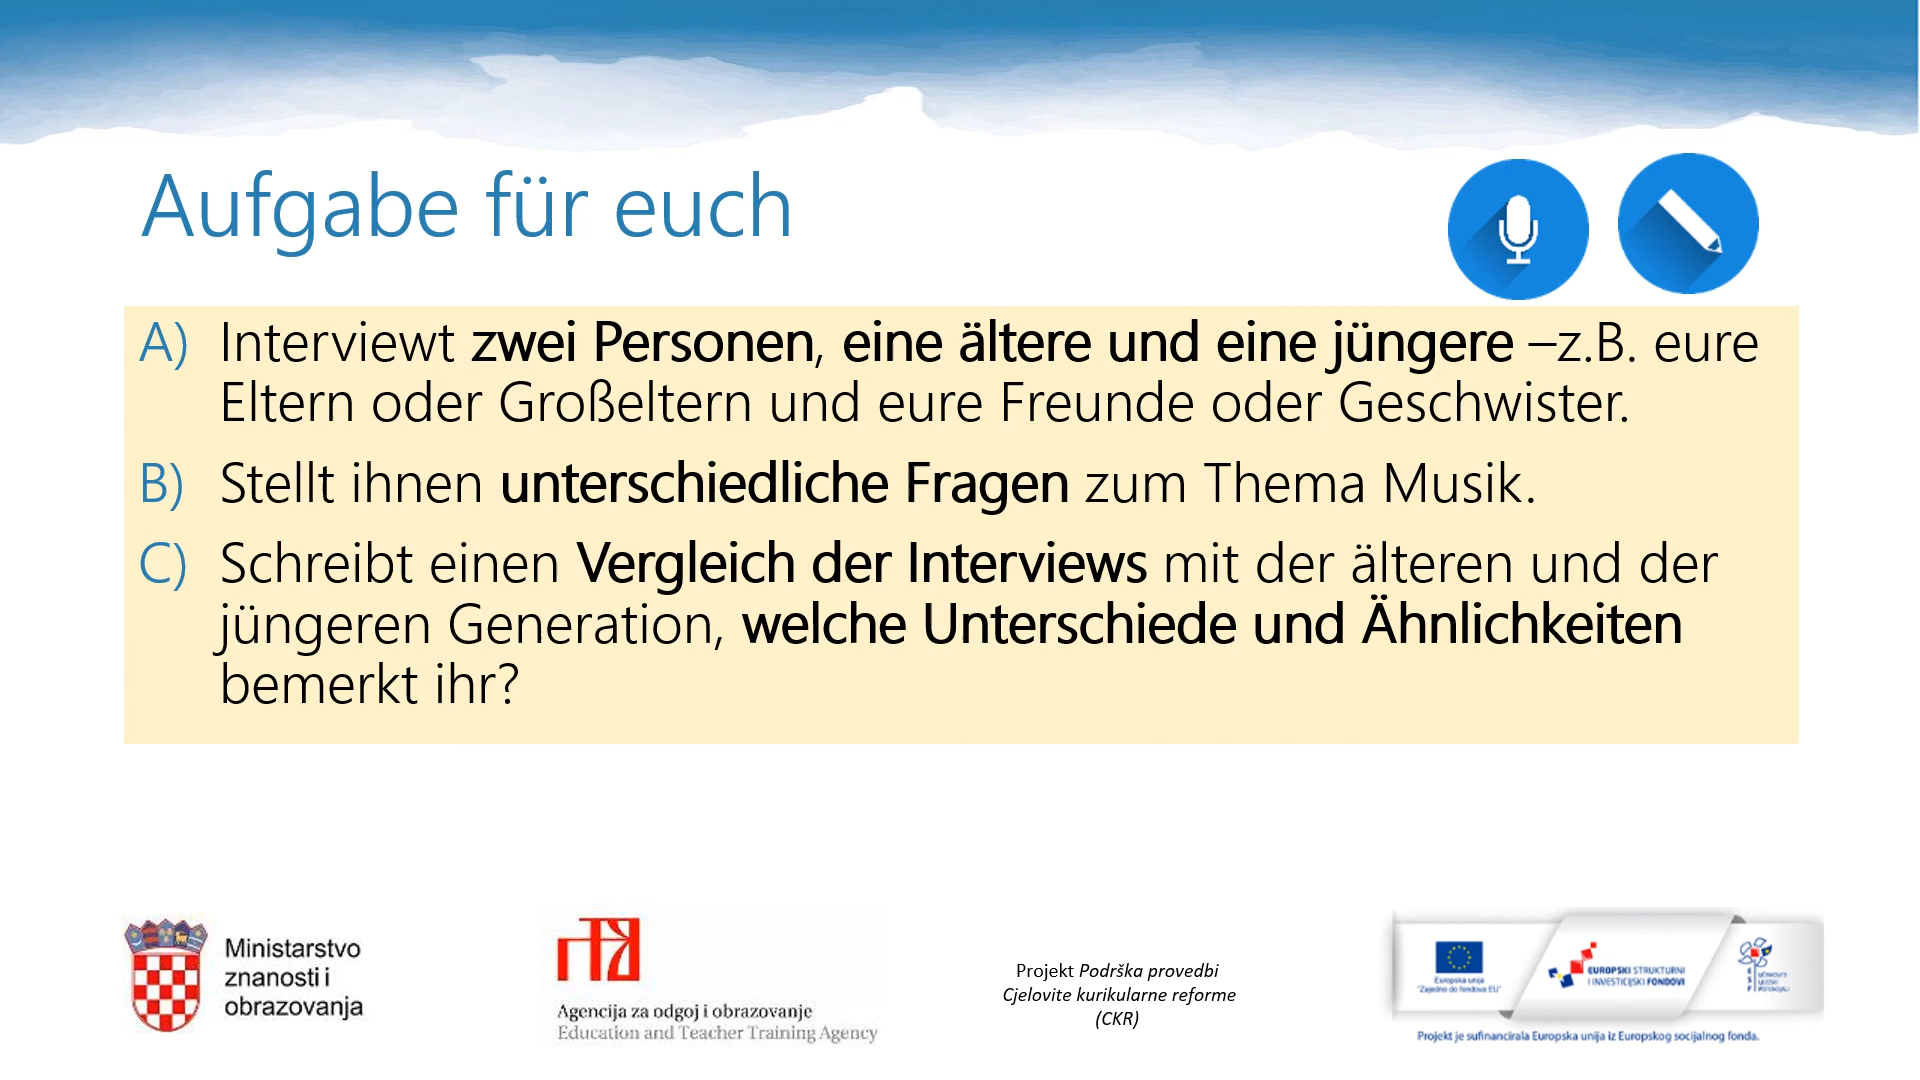 Aufgabe für euch
A) Interviewt zwei Personen, eine ältere und eine jüngere –z.B. eure
Eltern oder Großeltern und eure Freunde oder Geschwister.
B) Stellt ihnen unterschiedliche Fragen zum Thema Musik.
C) Schreibt einen Vergleich der Interviews mit der älteren und der
jüngeren Generation, welche Unterschiede und Ähnlichkeiten
bemerkt ihr?
Ministarstvo
znanosti i
obrazovanja
Agencija za odgoj i obrazovanje
Education and Teacher Training Agency
Projekt Podrška provedbi
Cjelovite kurikularne reforme
(CKR)
Europska unija
"Zajedno do fondova EU"
EUROPSKI STRUKTURNI
I INVESTICIJSKI FONDOVI
UČINKOVITI
LJUDSKI
POTENCIJALI
Projekt je sufinancirala Europska unija iz Europskog socijalnog fonda.